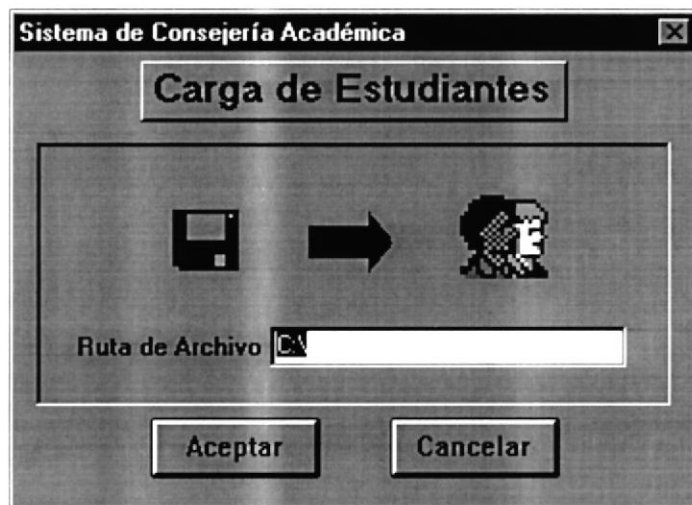 Sistema de Consejería Académica
Carga de Estudiantes
Ruta de Archivo C:\
Aceptar Cancelar